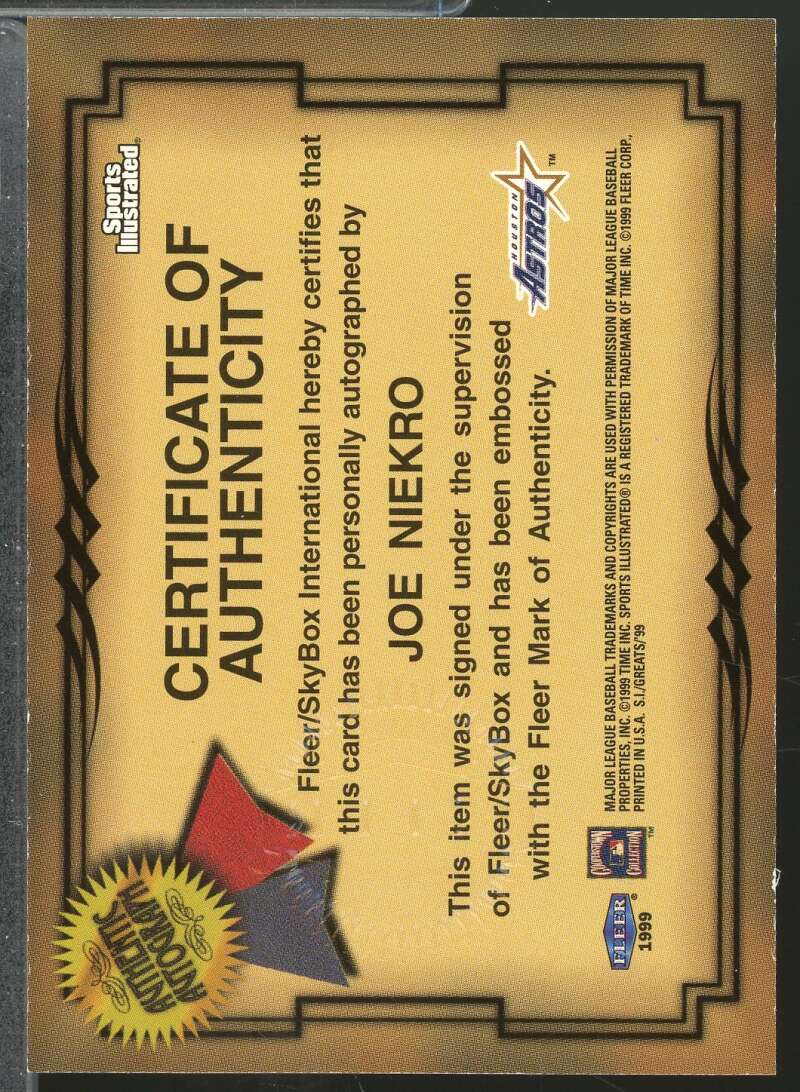 Sports
Illustrated®
CERTIFICATE OF
AUTHENTICITY
Fleer/SkyBox International hereby certifies that
this card has been personally autographed by
JOE NIEKRO
This item was signed under the supervision
of Fleer/SkyBox and has been embossed
with the Fleer Mark of Authenticity.
AUTHENTIC
AUTOGRAPH
HOUSTON
ASTROS
TM
FLEER®
1999
COOPERSTOWN
COLLECTION
TM
MAJOR LEAGUE BASEBALL TRADEMARKS AND COPYRIGHTS ARE USED WITH PERMISSION OF MAJOR LEAGUE BASEBALL
PROPERTIES, INC. ©1999 TIME INC. SPORTS ILLUSTRATED® IS A REGISTERED TRADEMARK OF TIME INC. ©1999 FLEER CORP.,
PRINTED IN U.S.A. S.I./GREATS/'99